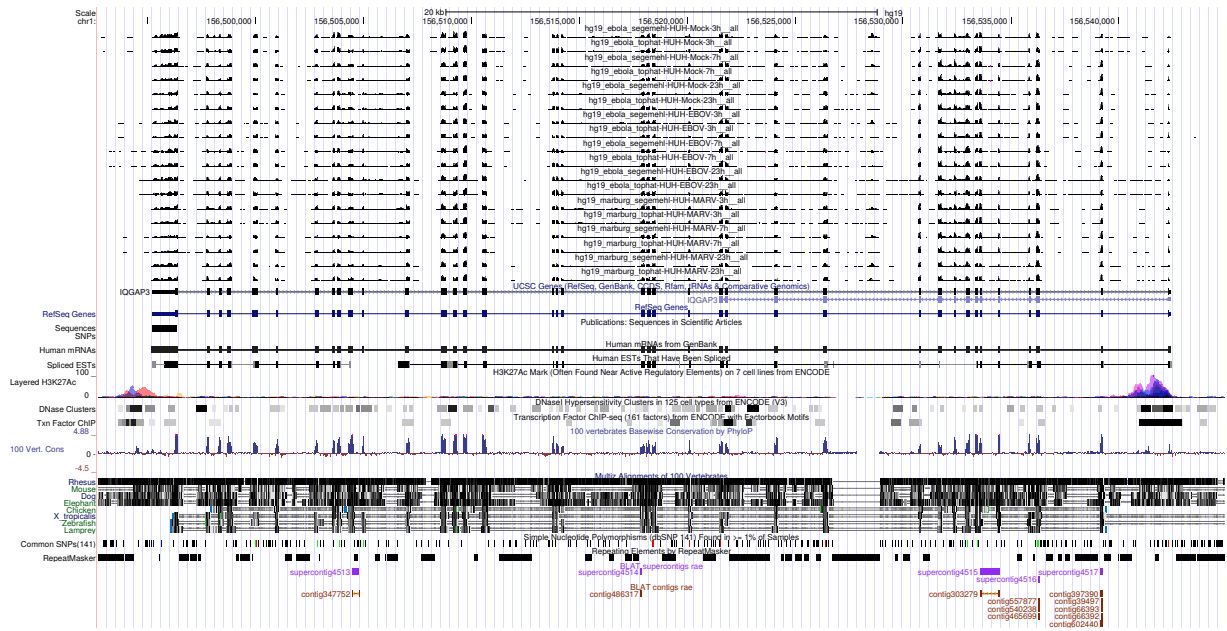 Scale 20 kb hg19
chr1: 156,500,000 156,505,000 156,510,000 156,515,000 156,520,000 156,525,000 156,530,000 156,535,000 156,540,000
hg19_ebola_segemehl-HUH-Mock-3h__all
hg19_ebola_tophat-HUH-Mock-3h__all
hg19_ebola_segemehl-HUH-Mock-7h__all
hg19_ebola_tophat-HUH-Mock-7h__all
hg19_ebola_segemehl-HUH-Mock-23h__all
hg19_ebola_tophat-HUH-Mock-23h__all
hg19_ebola_segemehl-HUH-EBOV-3h__all
hg19_ebola_tophat-HUH-EBOV-3h__all
hg19_ebola_segemehl-HUH-EBOV-7h__all
hg19_ebola_tophat-HUH-EBOV-7h__all
hg19_ebola_segemehl-HUH-EBOV-23h__all
hg19_ebola_tophat-HUH-EBOV-23h__all
hg19_marburg_segemehl-HUH-MARV-3h__all
hg19_marburg_tophat-HUH-MARV-3h__all
hg19_marburg_segemehl-HUH-MARV-7h__all
hg19_marburg_tophat-HUH-MARV-7h__all
hg19_marburg_segemehl-HUH-MARV-23h__all
hg19_marburg_tophat-HUH-MARV-23h__all
UCSC Genes (RefSeq, GenBank, CCDS, Rfam, tRNAs & Comparative Genomics)
IQGAP3
IQGAP3
RefSeq Genes
RefSeq Genes
Publications: Sequences in Scientific Articles
Sequences
SNPs
Human mRNAs from GenBank
Human mRNAs
Human ESTs That Have Been Spliced
Spliced ESTs
H3K27Ac Mark (Often Found Near Active Regulatory Elements) on 7 cell lines from ENCODE
100
Layered H3K27Ac
0
DNaseI Hypersensitivity Clusters in 125 cell types from ENCODE (V3)
DNase Clusters
Transcription Factor ChIP-seq (161 factors) from ENCODE with Factorbook Motifs
Txn Factor ChIP
100 vertebrates Basewise Conservation by PhyloP
4.88
100 Vert. Cons
0
-4.5
Multiz Alignments of 100 Vertebrates
Rhesus
Mouse
Dog
Elephant
Chicken
X_tropicalis
Zebrafish
Lamprey
Simple Nucleotide Polymorphisms (dbSNP 141) Found in >= 1% of Samples
Common SNPs(141)
Repeating Elements by RepeatMasker
RepeatMasker
BLAT supercontigs rae
supercontig4513 supercontig4514 supercontig4515 supercontig4517
supercontig4516
BLAT contigs rae
contig347752 contig486317 contig303279 contig397390
contig557877 contig39497
contig540238 contig66393
contig465699 contig66392
contig602440